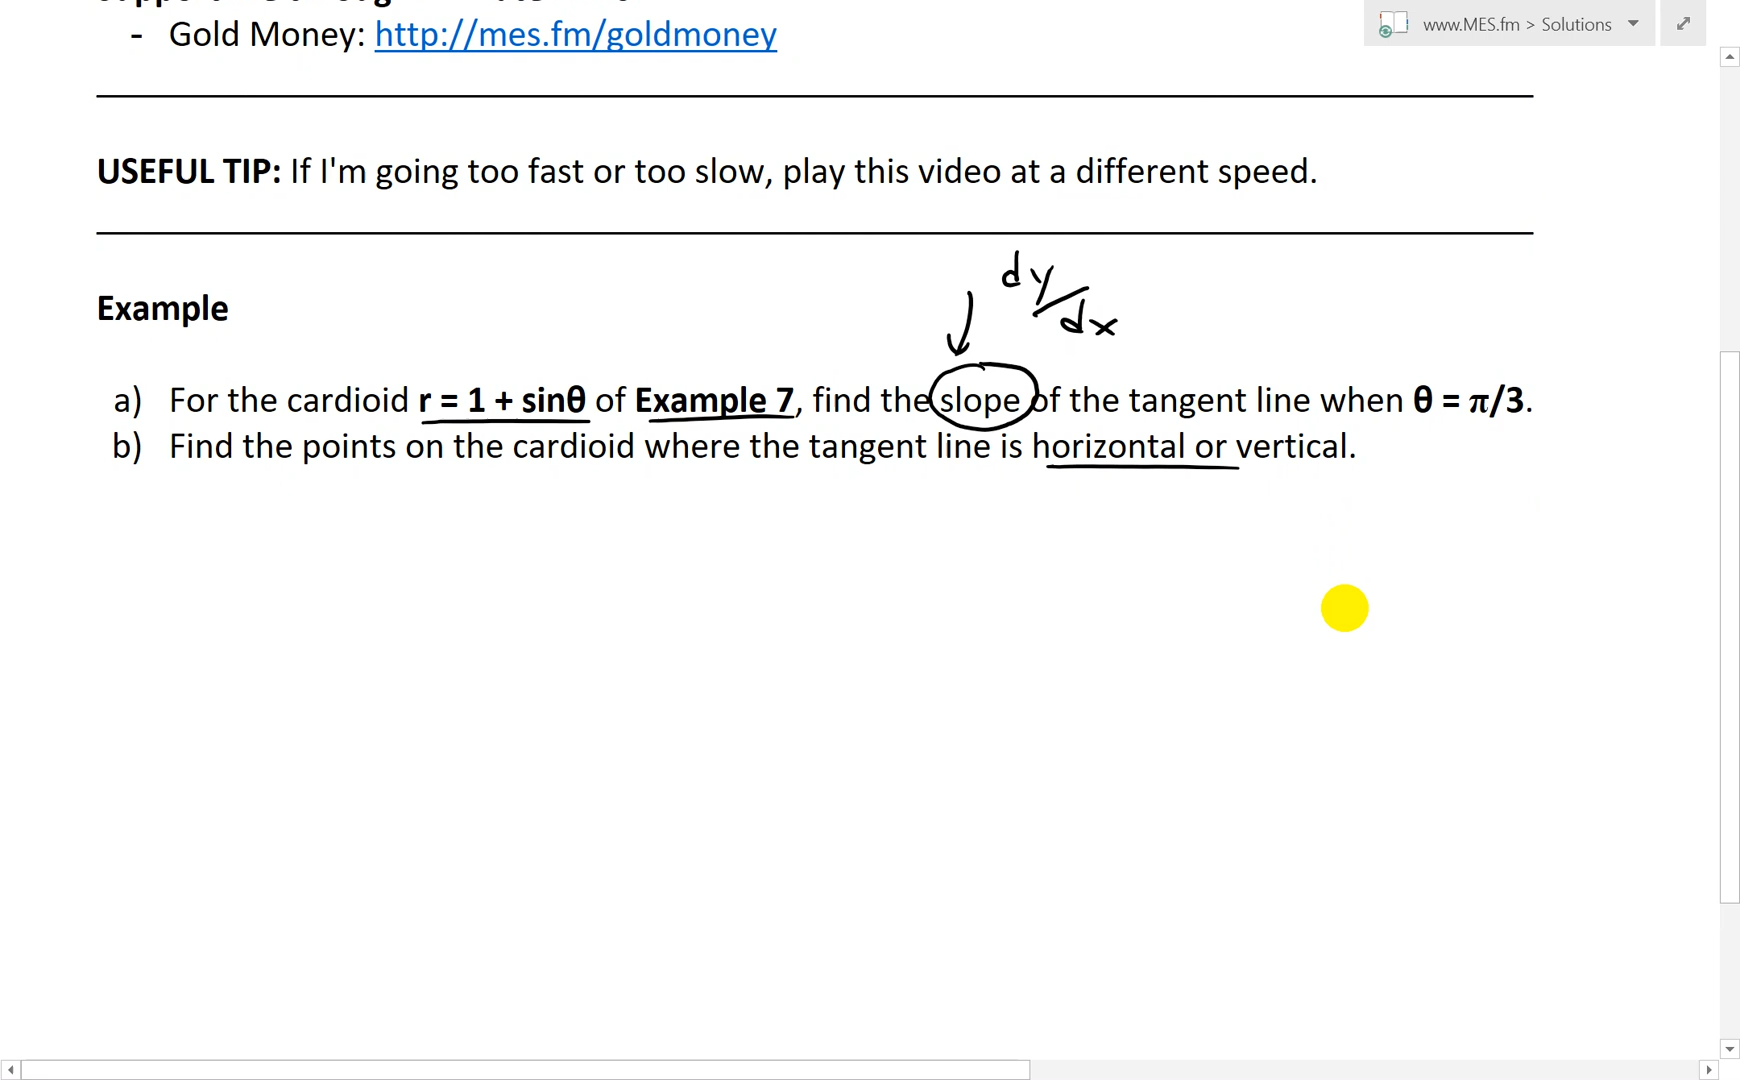 - Gold Money: http://mes.fm/goldmoney
www.MES.fm > Solutions
USEFUL TIP: If I'm going too fast or too slow, play this video at a different speed.
dy/dx
Example
a) For the cardioid r = 1 + sinθ of Example 7, find the slope of the tangent line when θ = π/3.
b) Find the points on the cardioid where the tangent line is horizontal or vertical.